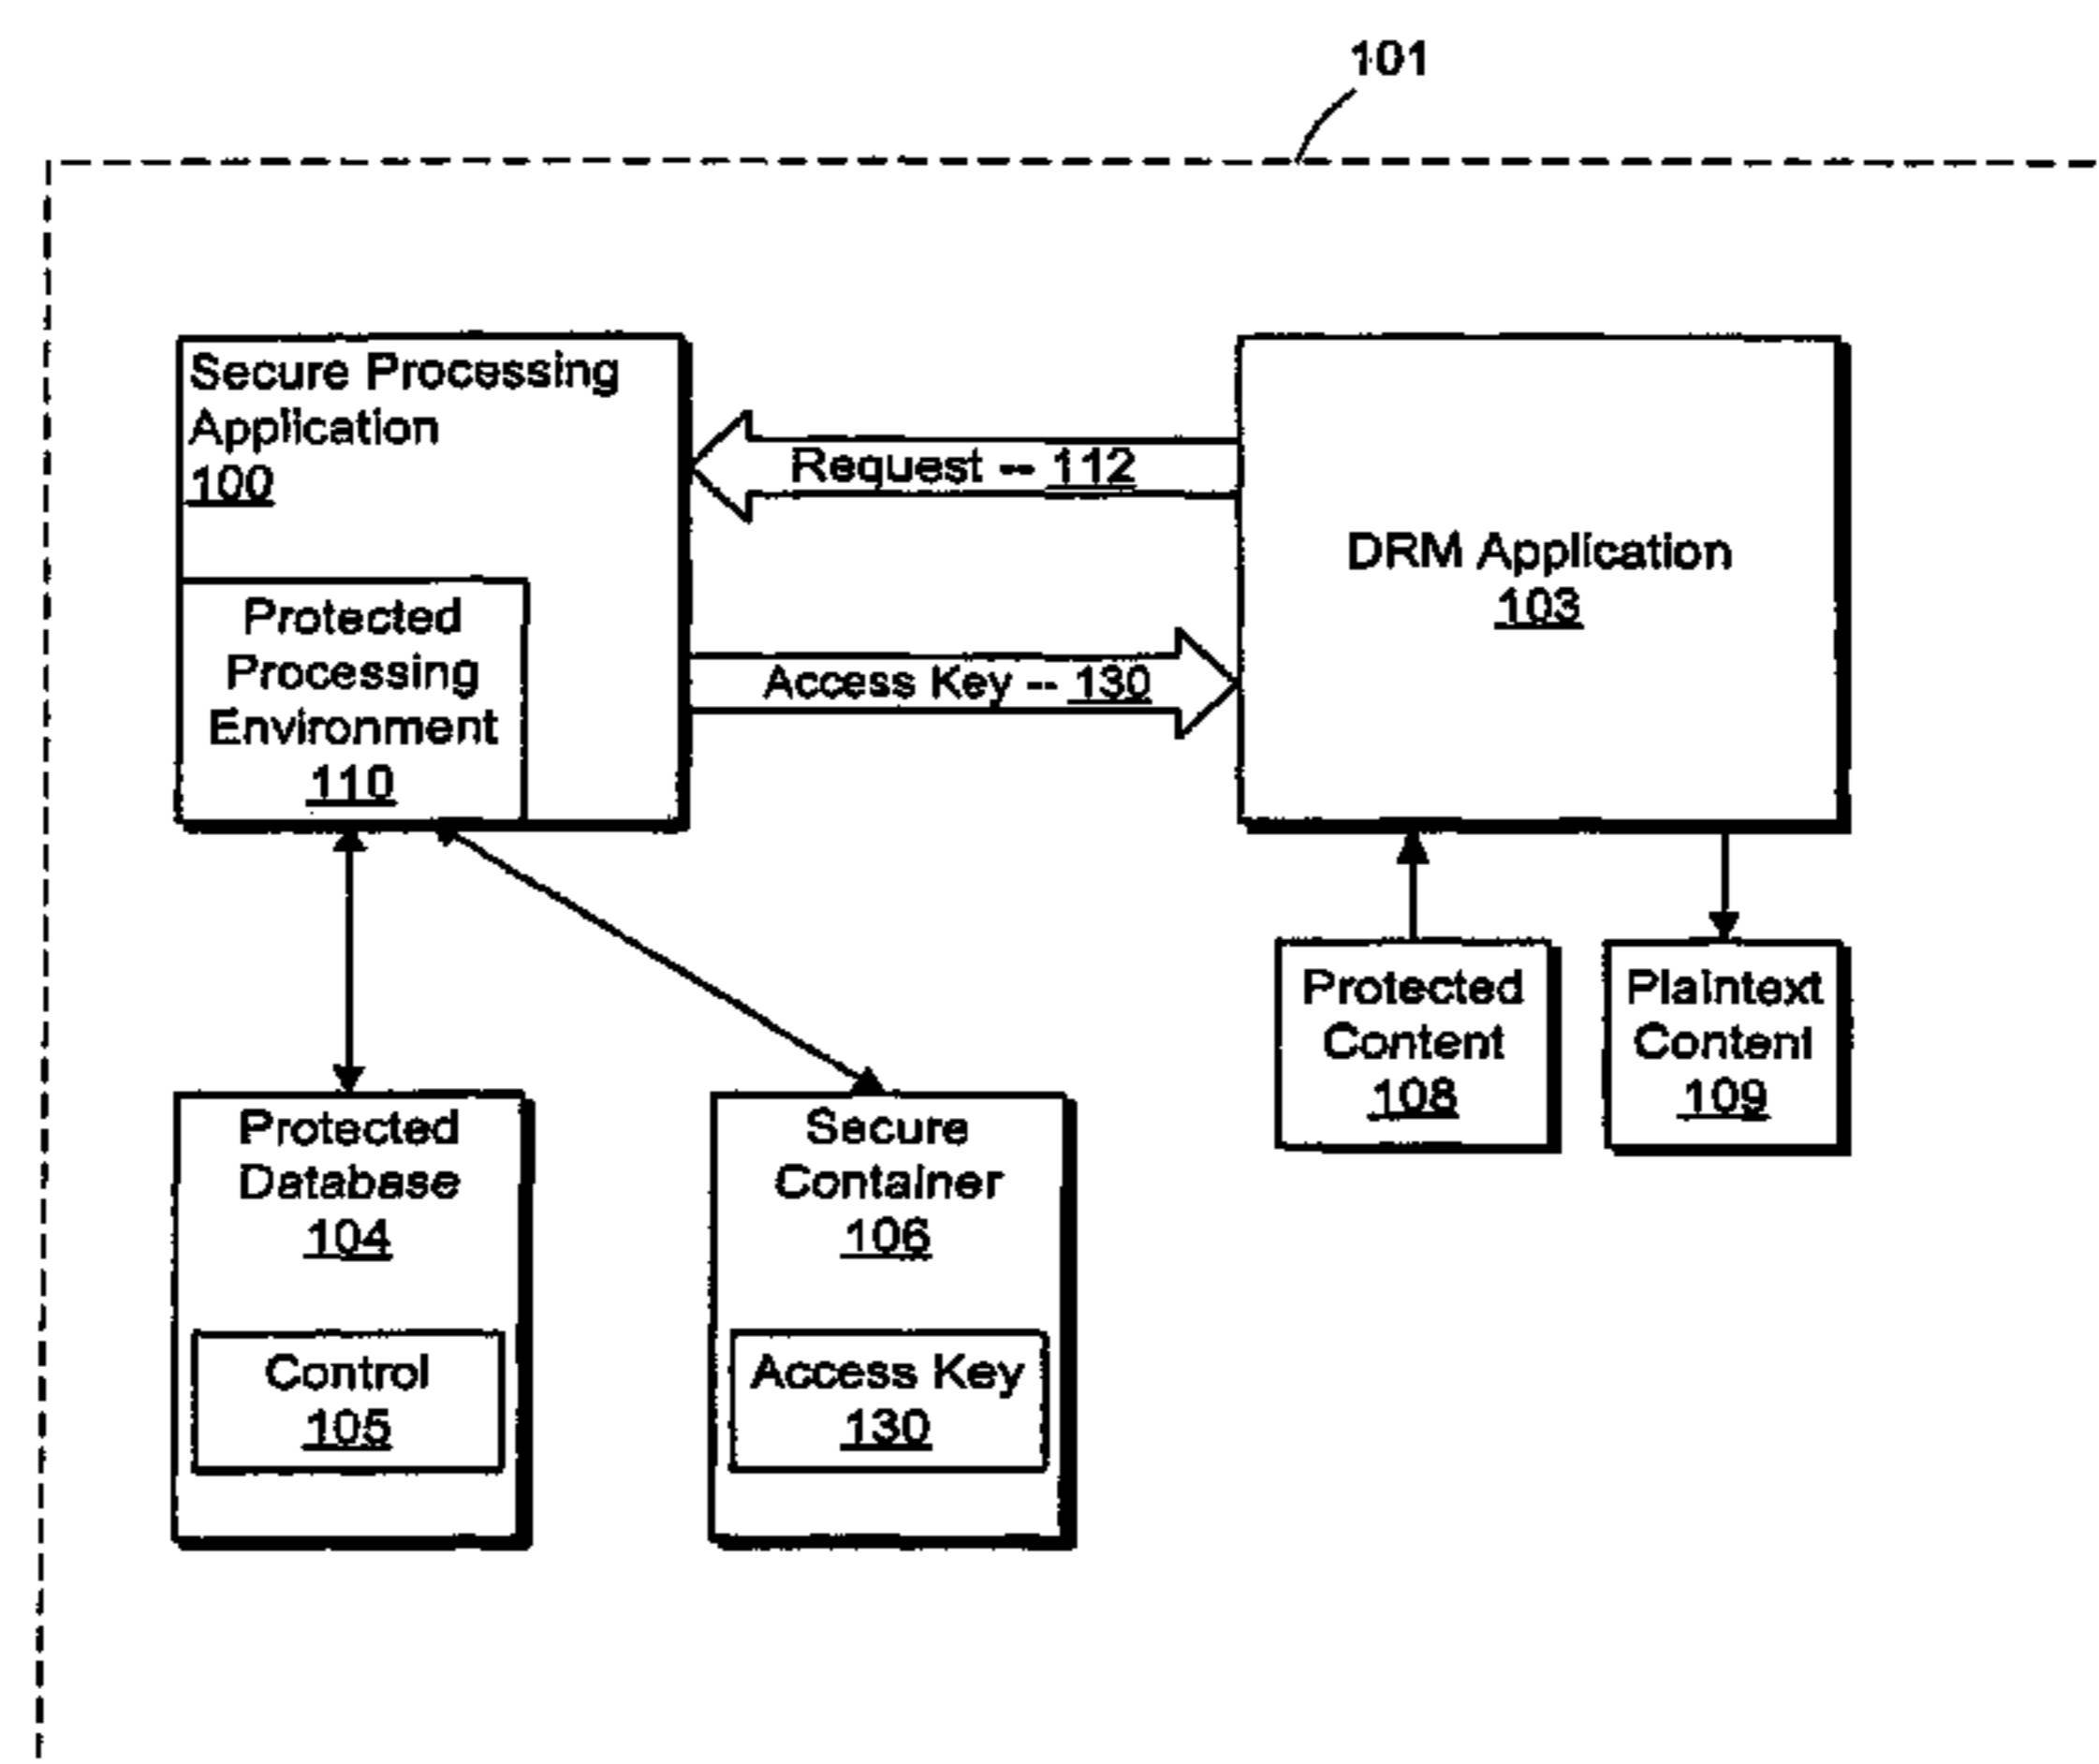 101
Secure Processing
Application
100
Request -- 112
DRM Application
103
Protected
Processing
Environment
110
Access Key -- 130
Protected
Content
108
Plaintext
Content
109
Protected
Database
104
Secure
Container
106
Control
105
Access Key
130